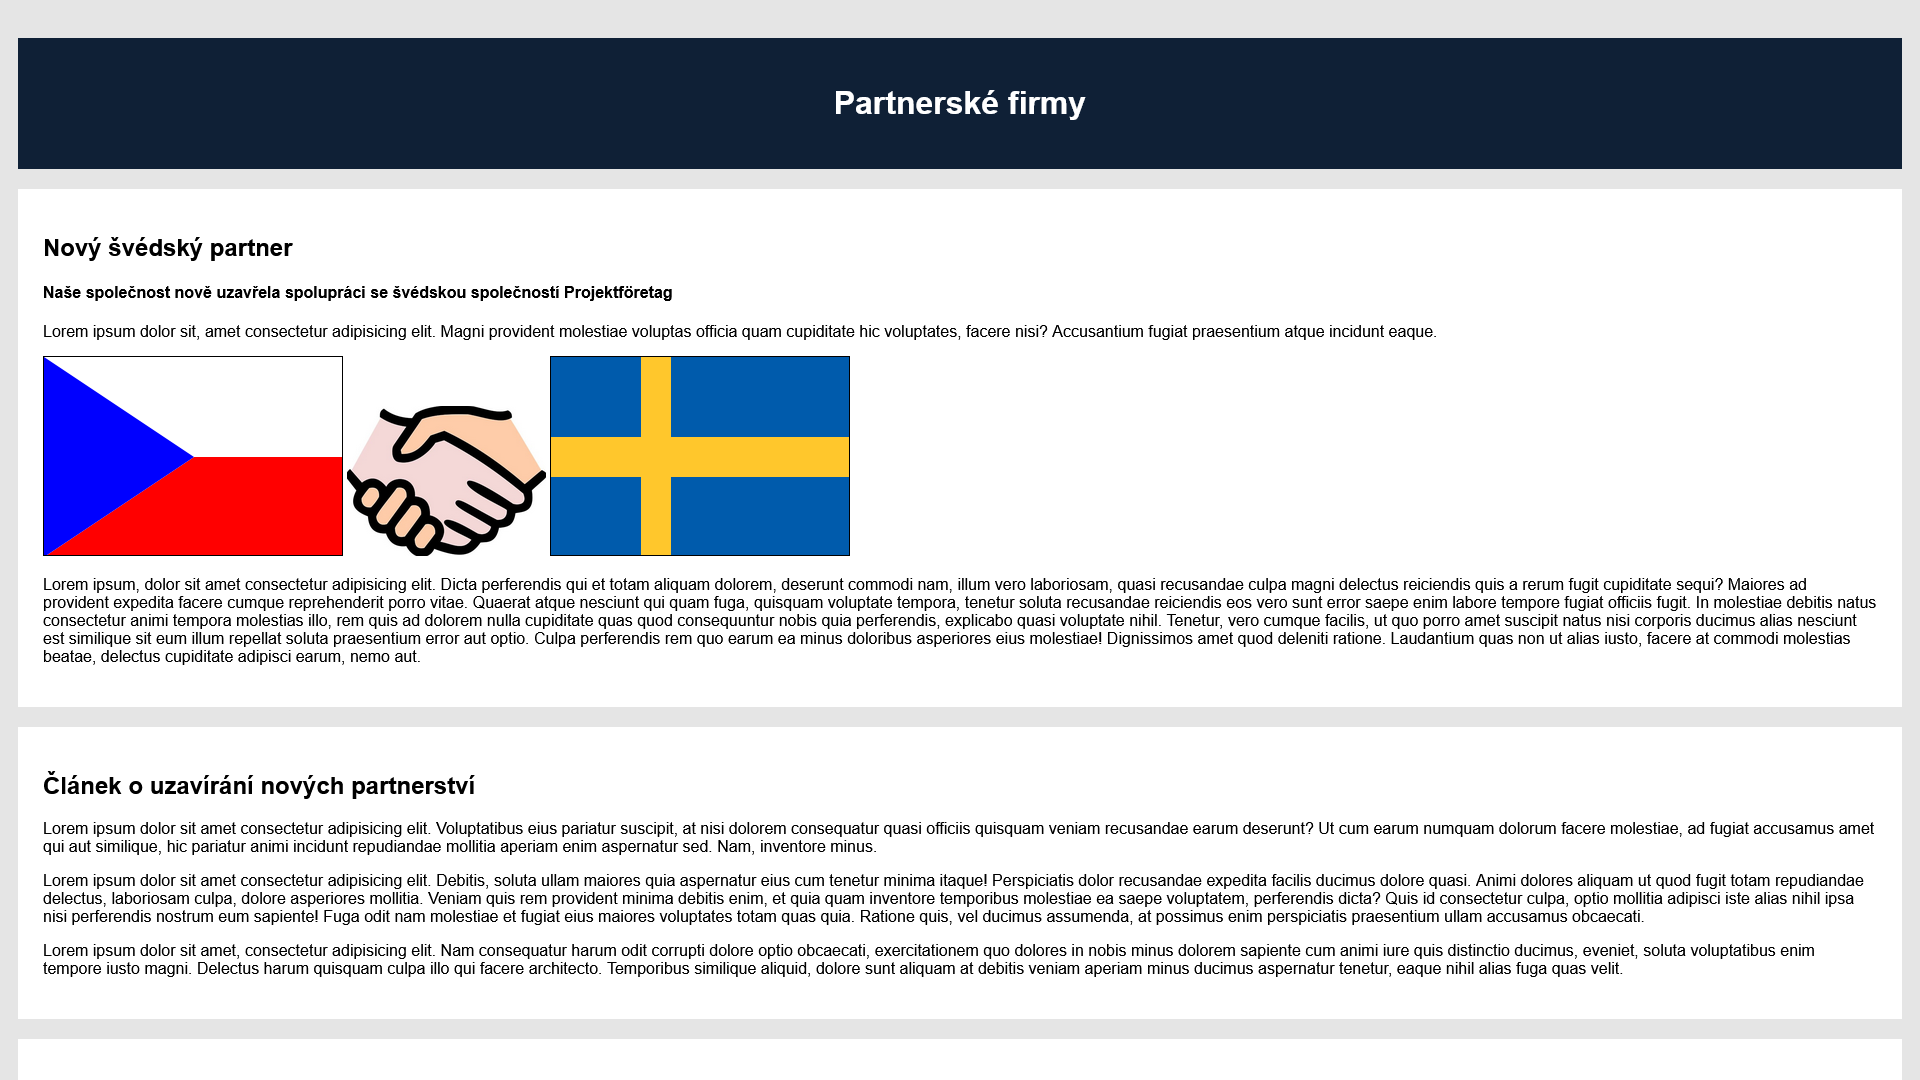 Partnerské firmy
Nový švédský partner
Naše společnost nově uzavřela spolupráci se švédskou společností Projektföretag
Lorem ipsum dolor sit, amet consectetur adipisicing elit. Magni provident molestiae voluptas officia quam cupiditate hic voluptates, facere nisi? Accusantium fugiat praesentium atque incidunt eaque.
Lorem ipsum, dolor sit amet consectetur adipisicing elit. Dicta perferendis qui et totam aliquam dolorem, deserunt commodi nam, illum vero laboriosam, quasi recusandae culpa magni delectus reiciendis quis a rerum fugit cupiditate sequi? Maiores ad
provident expedita facere cumque reprehenderit porro vitae. Quaerat atque nesciunt qui quam fuga, quisquam voluptate tempora, tenetur soluta recusandae reiciendis eos vero sunt error saepe enim labore tempore fugiat officiis fugit. In molestiae debitis natus
consectetur animi tempora molestias illo, rem quis ad dolorem nulla cupiditate quas quod consequuntur nobis quia perferendis, explicabo quasi voluptate nihil. Tenetur, vero cumque facilis, ut quo porro amet suscipit natus nisi corporis ducimus alias nesciunt
est similique sit eum illum repellat soluta praesentium error aut optio. Culpa perferendis rem quo earum ea minus doloribus asperiores eius molestiae! Dignissimos amet quod deleniti ratione. Laudantium quas non ut alias iusto, facere at commodi molestias
beatae, delectus cupiditate adipisci earum, nemo aut.
Článek o uzavírání nových partnerství
Lorem ipsum dolor sit amet consectetur adipisicing elit. Voluptatibus eius pariatur suscipit, at nisi dolorem consequatur quasi officiis quisquam veniam recusandae earum deserunt? Ut cum earum numquam dolorum facere molestiae, ad fugiat accusamus amet
qui aut similique, hic pariatur animi incidunt repudiandae mollitia aperiam enim aspernatur sed. Nam, inventore minus.
Lorem ipsum dolor sit amet consectetur adipisicing elit. Debitis, soluta ullam maiores quia aspernatur eius cum tenetur minima itaque! Perspiciatis dolor recusandae expedita facilis ducimus dolore quasi. Animi dolores aliquam ut quod fugit totam repudiandae
delectus, laboriosam culpa, dolore asperiores mollitia. Veniam quis rem provident minima debitis enim, et quia quam inventore temporibus molestiae ea saepe voluptatem, perferendis dicta? Quis id consectetur culpa, optio mollitia adipisci iste alias nihil ipsa
nisi perferendis nostrum eum sapiente! Fuga odit nam molestiae et fugiat eius maiores voluptates totam quas quia. Ratione quis, vel ducimus assumenda, at possimus enim perspiciatis praesentium ullam accusamus obcaecati.
Lorem ipsum dolor sit amet, consectetur adipisicing elit. Nam consequatur harum odit corrupti dolore optio obcaecati, exercitationem quo dolores in nobis minus dolorem sapiente cum animi iure quis distinctio ducimus, eveniet, soluta voluptatibus enim
tempore iusto magni. Delectus harum quisquam culpa illo qui facere architecto. Temporibus similique aliquid, dolore sunt aliquam at debitis veniam aperiam minus ducimus aspernatur tenetur, eaque nihil alias fuga quas velit.